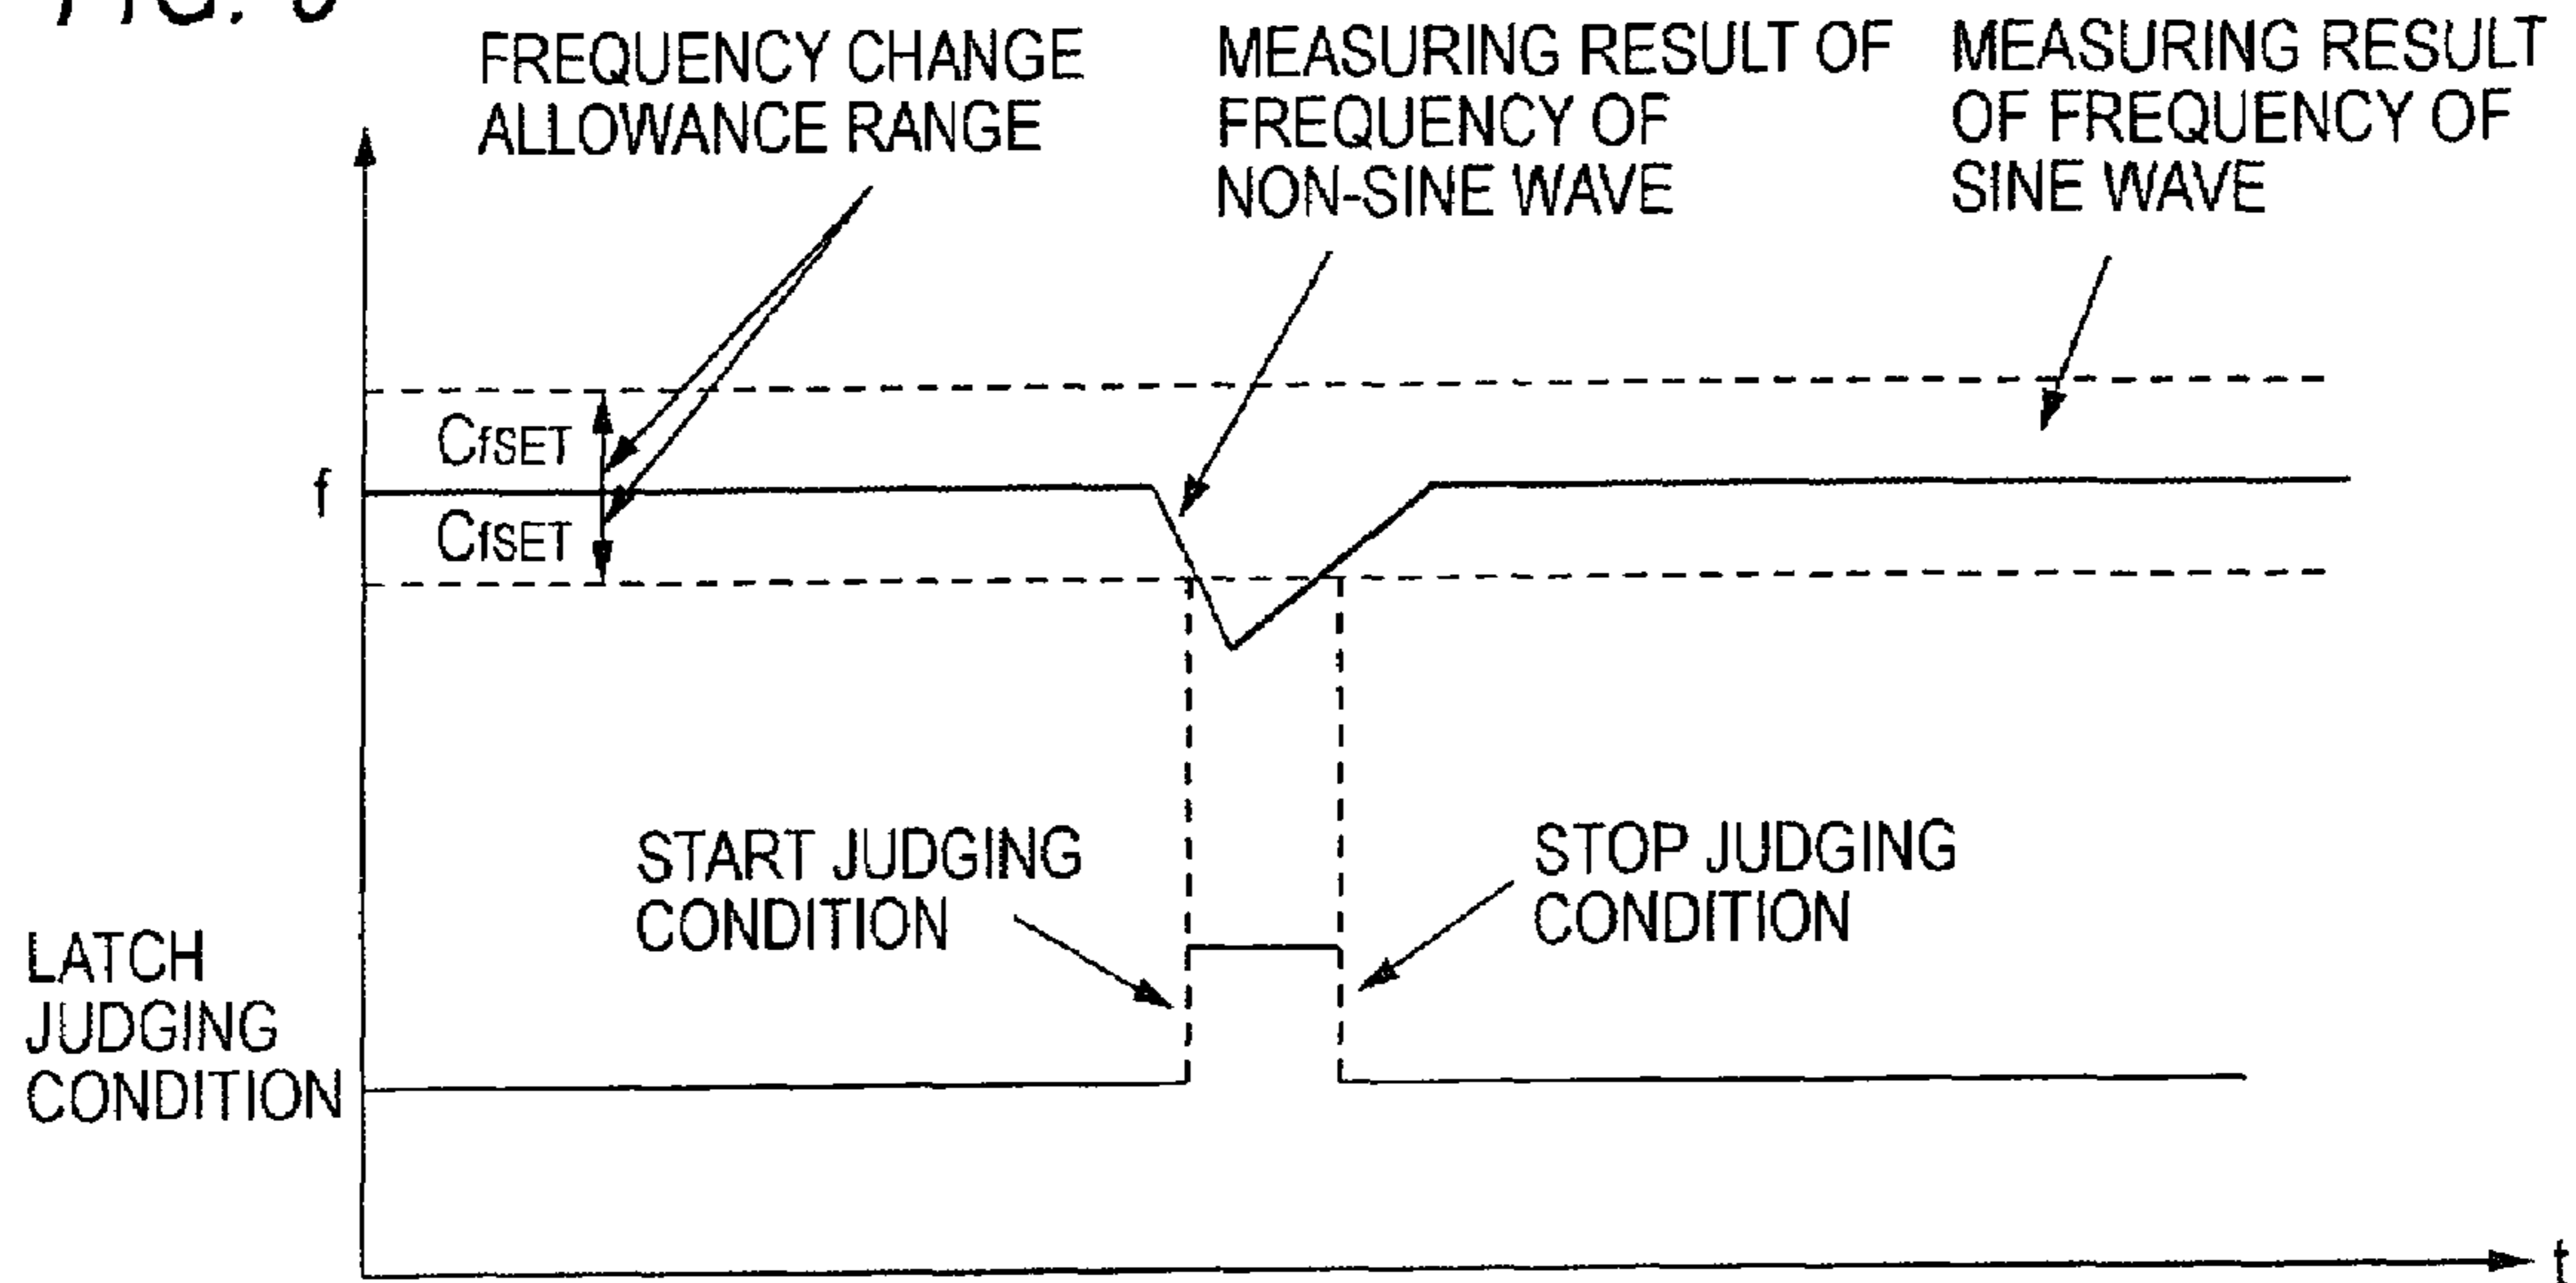 FREQUENCY CHANGE
ALLOWANCE RANGE
MEASURING RESULT OF
FREQUENCY OF
NON-SINE WAVE
MEASURING RESULT
OF FREQUENCY OF
SINE WAVE
CfSET
f
CfSET
START JUDGING
CONDITION
STOP JUDGING
CONDITION
LATCH
JUDGING
CONDITION
t